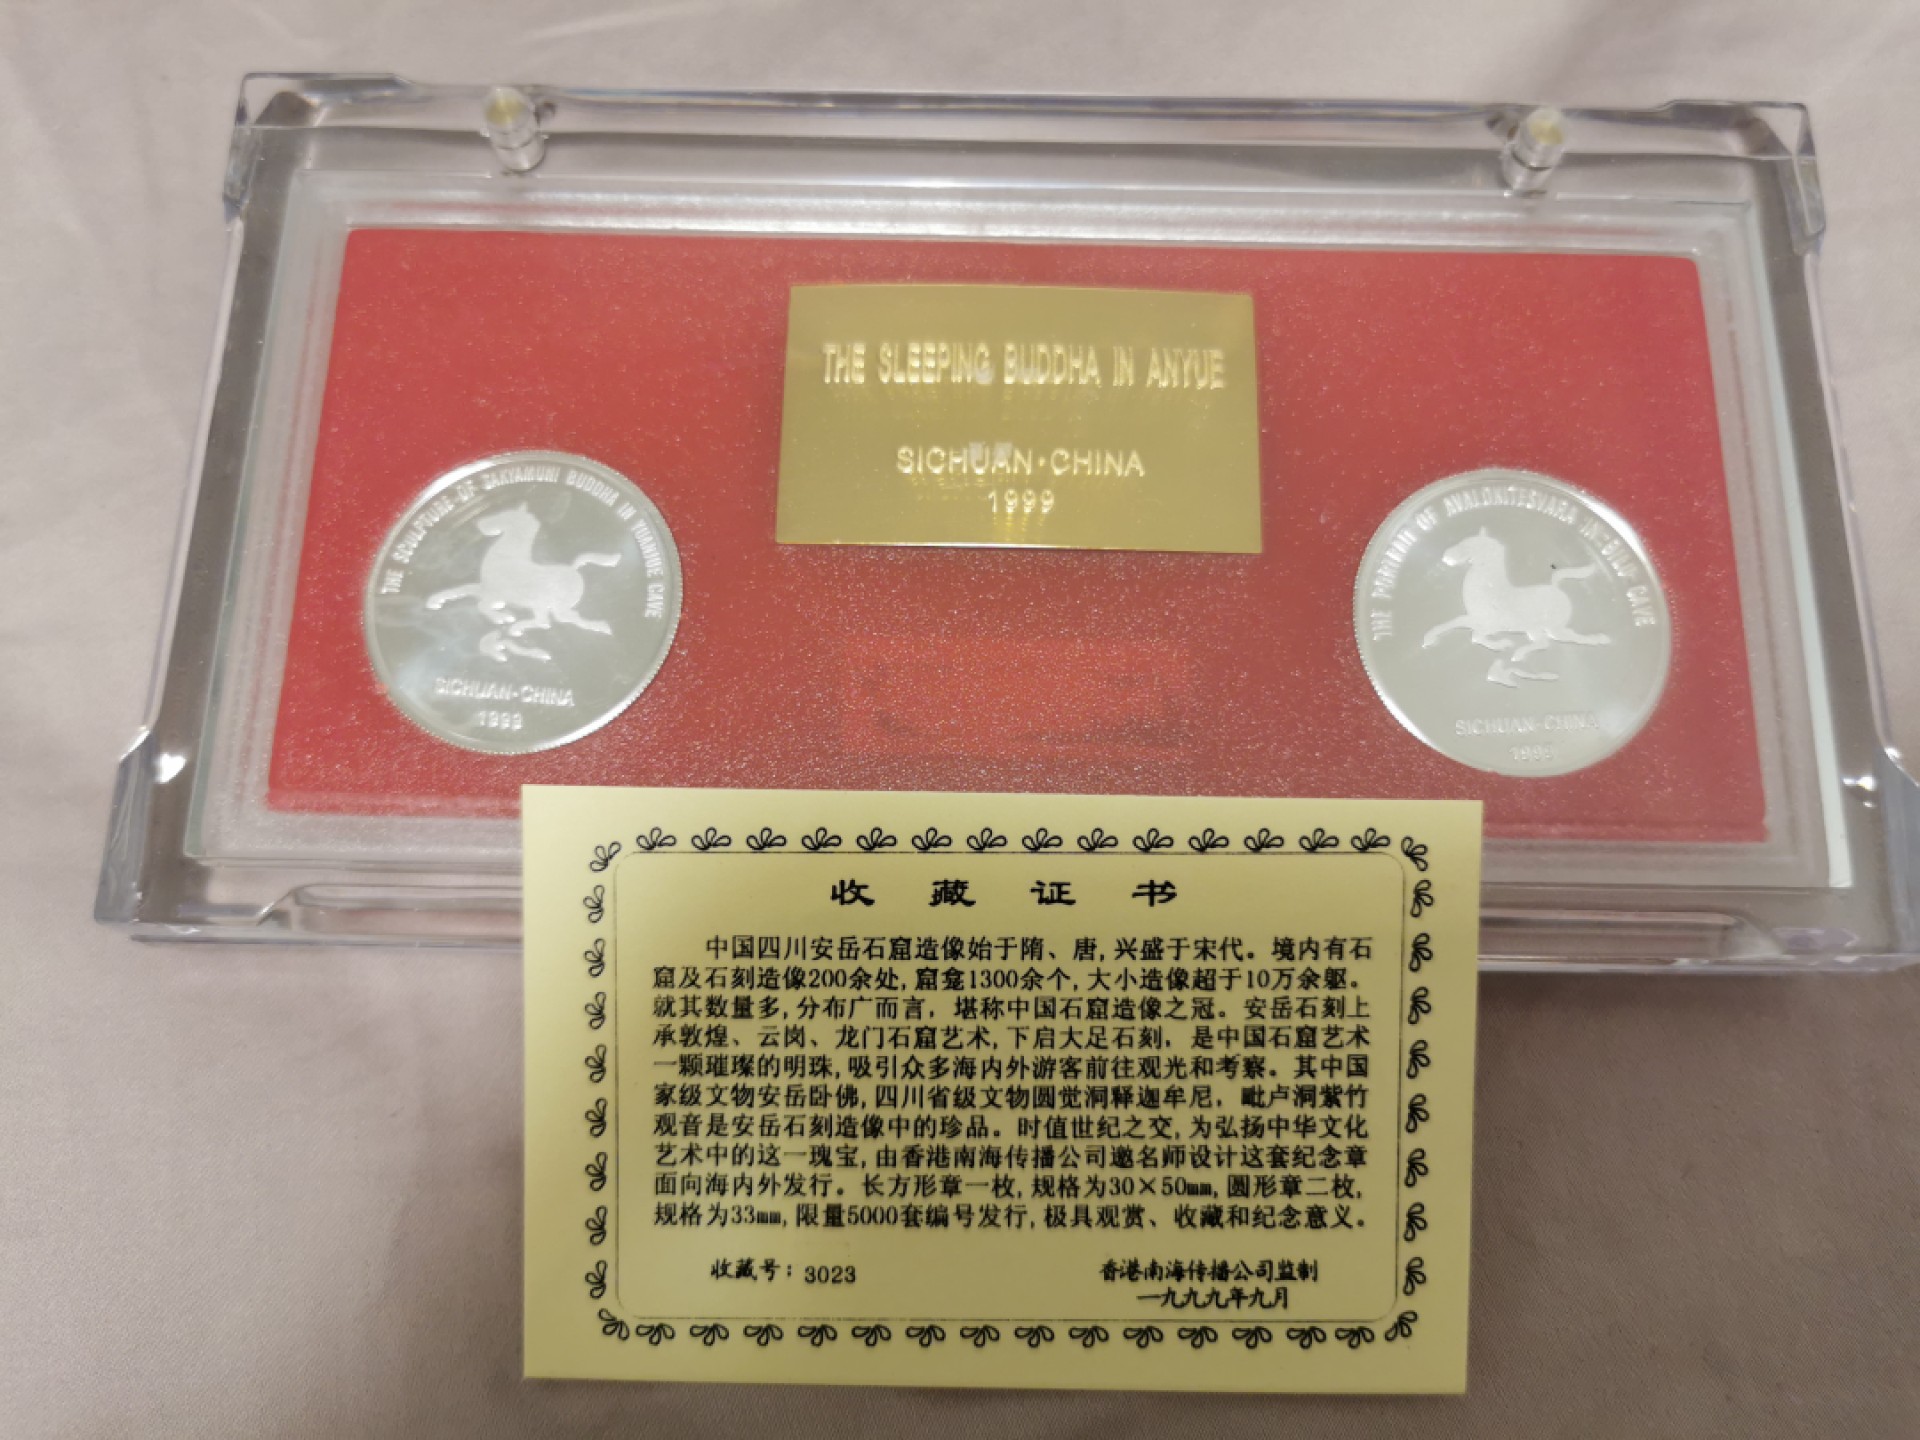 THE SLEEPING BUDDHA IN ANYUE
SICHUAN·CHINA
1999
THE SCULPTURE OF SAKYAMUNI BUDDHA IN YUANJUE CAVE
SICHUAN·CHINA
1999
THE PORTRAIT OF AVALOKITESVARA IN BILU CAVE
SICHUAN·CHINA
1999
收藏证书
中国四川安岳石窟造像始于隋、唐,兴盛于宋代。境内有石
窟及石刻造像200余处,窟龛1300余个,大小造像超于10万余躯。
就其数量多,分布广而言，堪称中国石窟造像之冠。安岳石刻上
承敦煌、云岗、龙门石窟艺术,下启大足石刻，是中国石窟艺术
一颗璀璨的明珠,吸引众多海内外游客前往观光和考察。其中国
家级文物安岳卧佛,四川省级文物圆觉洞释迦牟尼，毗卢洞紫竹
观音是安岳石刻造像中的珍品。时值世纪之交,为弘扬中华文化
艺术中的这一瑰宝,由香港南海传播公司邀名师设计这套纪念章
面向海内外发行。长方形章一枚,规格为30×50mm,圆形章二枚,
规格为33mm,限量5000套编号发行,极具观赏、收藏和纪念意义。
收藏号：3023
香港南海传播公司监制
一九九九年九月